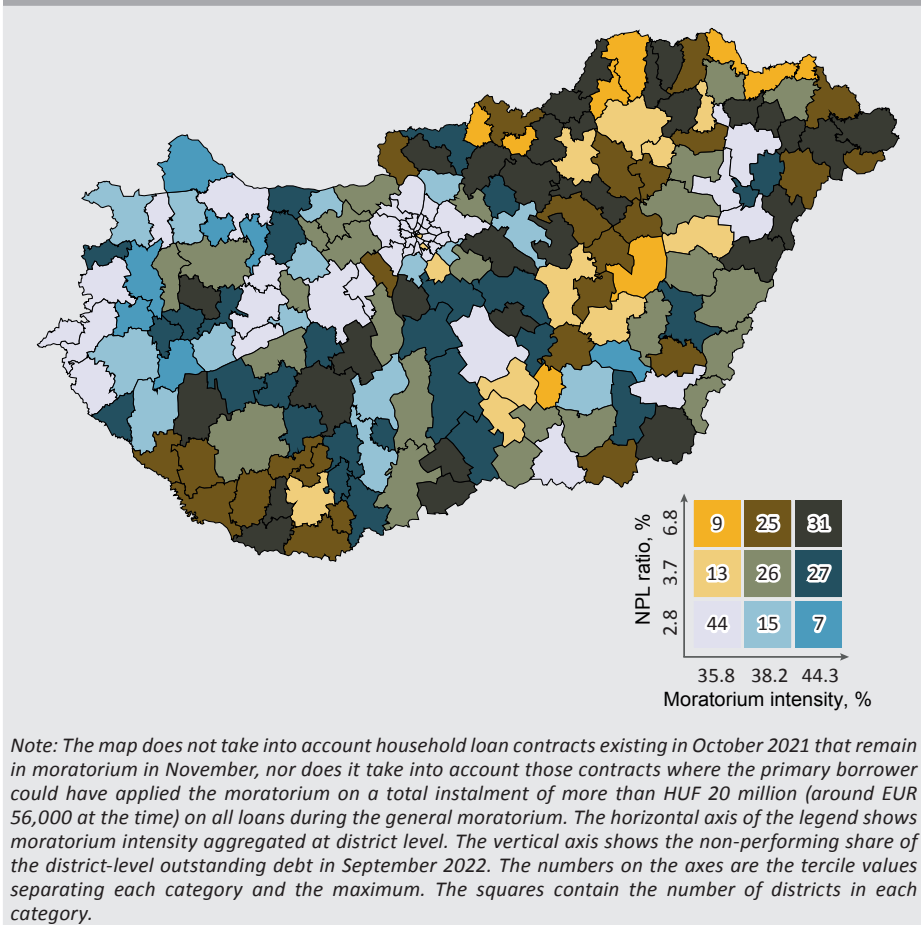 NPL ratio, %
6.8
9 25 31
3.7
13 26 27
2.8
44 15 7
35.8 38.2 44.3
Moratorium intensity, %
Note: The map does not take into account household loan contracts existing in October 2021 that remain
in moratorium in November, nor does it take into account those contracts where the primary borrower
could have applied the moratorium on a total instalment of more than HUF 20 million (around EUR
56,000 at the time) on all loans during the general moratorium. The horizontal axis of the legend shows
moratorium intensity aggregated at district level. The vertical axis shows the non-performing share of
the district-level outstanding debt in September 2022. The numbers on the axes are the tercile values
separating each category and the maximum. The squares contain the number of districts in each
category.